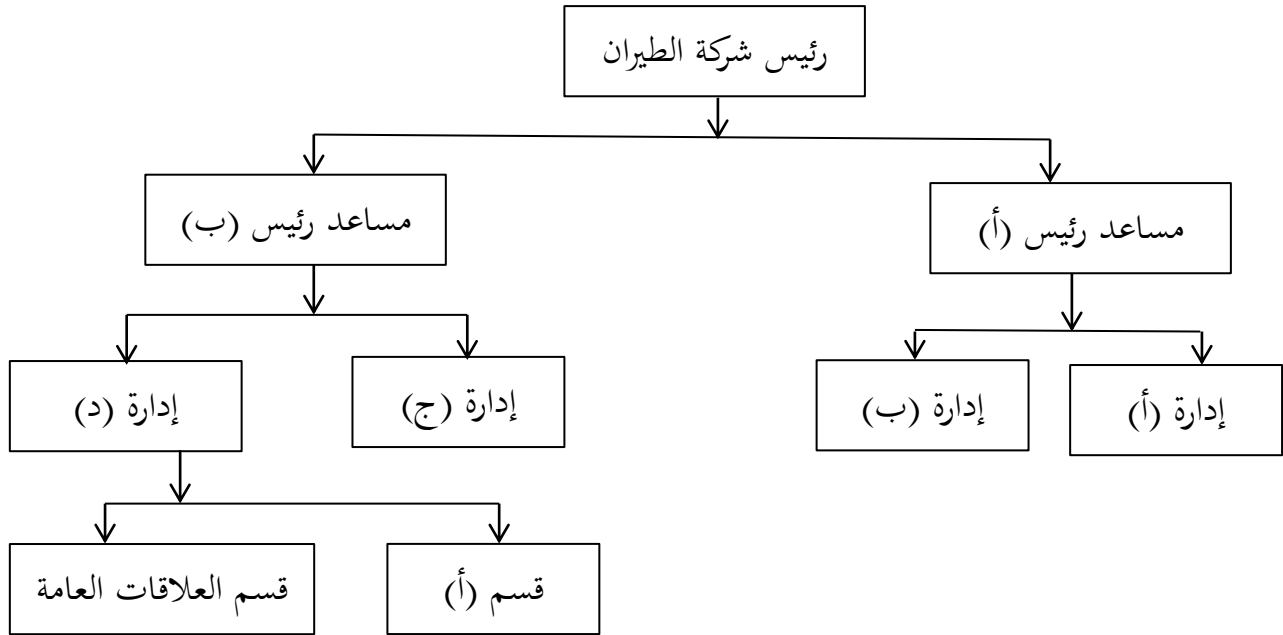 رئيس شركة الطيران
مساعد رئيس (أ)
مساعد رئيس (ب)
إدارة (أ)
إدارة (ب)
إدارة (ج)
إدارة (د)
قسم (أ)
قسم العلاقات العامة